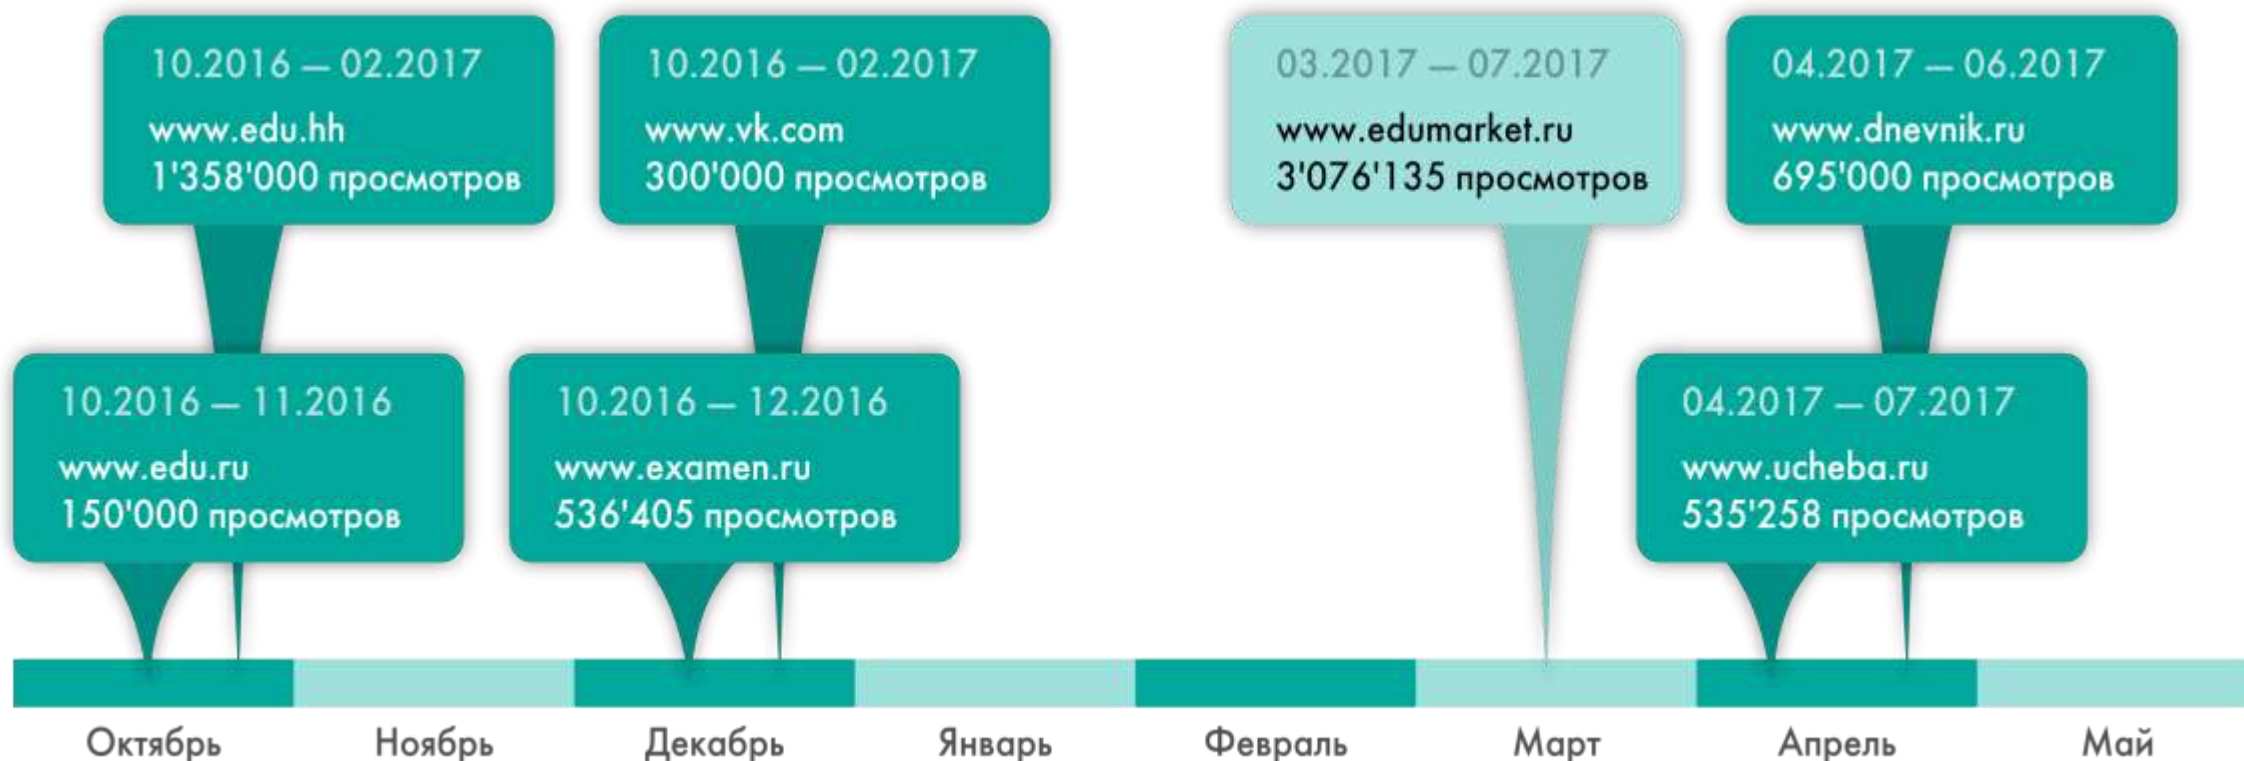 10.2016 — 02.2017
www.edu.hh
1'358'000 просмотров
10.2016 — 02.2017
www.vk.com
300'000 просмотров
03.2017 — 07.2017
www.edumarket.ru
3'076'135 просмотров
04.2017 — 06.2017
www.dnevnik.ru
695'000 просмотров
10.2016 — 11.2016
www.edu.ru
150'000 просмотров
10.2016 — 12.2016
www.examen.ru
536'405 просмотров
04.2017 — 07.2017
www.ucheba.ru
535'258 просмотров
Октябрь Ноябрь Декабрь Январь Февраль Март Апрель Май